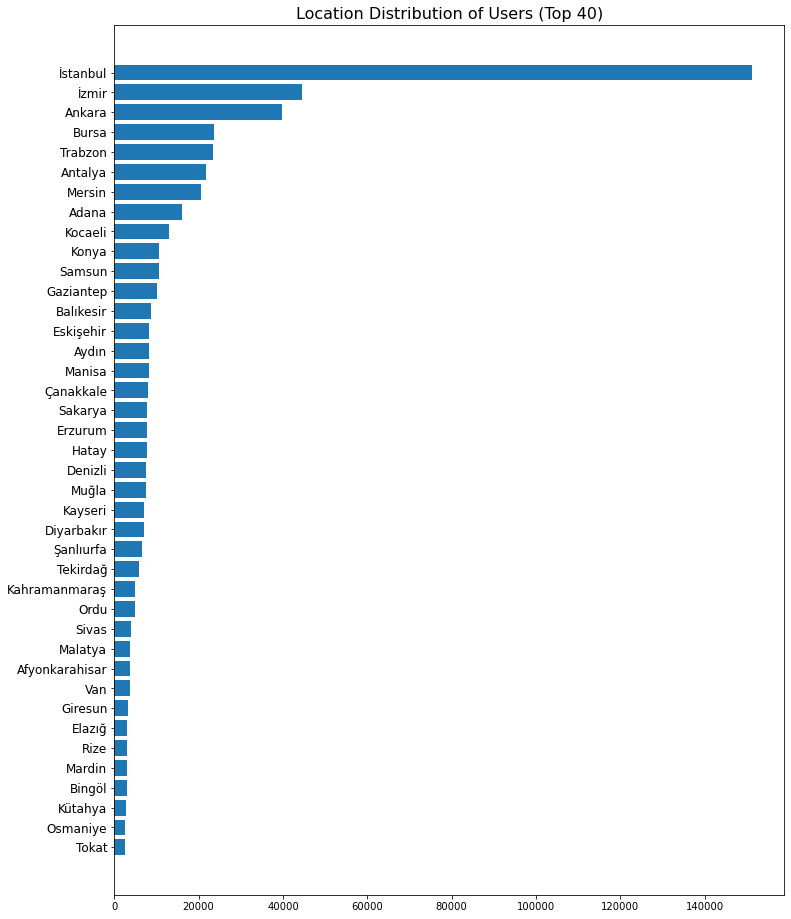 Location Distribution of Users (Top 40)
İstanbul
İzmir
Ankara
Bursa
Trabzon
Antalya
Mersin
Adana
Kocaeli
Konya
Samsun
Gaziantep
Balıkesir
Eskişehir
Aydın
Manisa
Çanakkale
Sakarya
Erzurum
Hatay
Denizli
Muğla
Kayseri
Diyarbakır
Şanlıurfa
Tekirdağ
Kahramanmaraş
Ordu
Sivas
Malatya
Afyonkarahisar
Van
Giresun
Elazığ
Rize
Mardin
Bingöl
Kütahya
Osmaniye
Tokat
0 20000 40000 60000 80000 100000 120000 140000